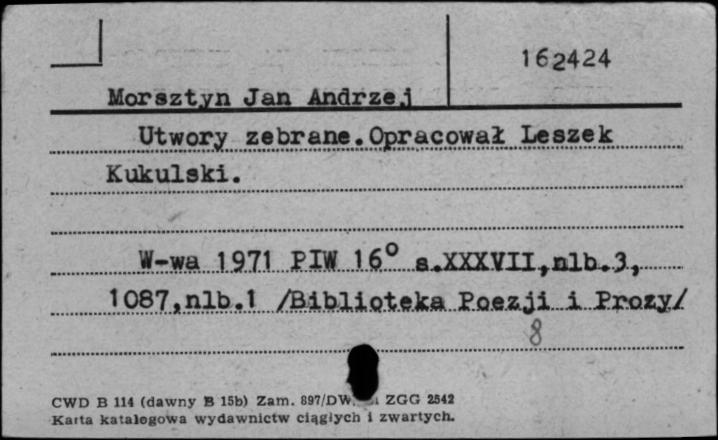 162424
Morsztyn Jan Andrzej
Utwory zebrane.Opracował Leszek
Kukulski.
W-wa 1971 PIW 16° s.XXXVII,nlb.3,
1087,nlb.1 /Biblioteka Poezji i Prozy/
8
CWD B 114 (dawny B 15b) Zam. 897/DW. ZGG 2542
Karta katalogowa wydawnictw ciągłych i zwartych.